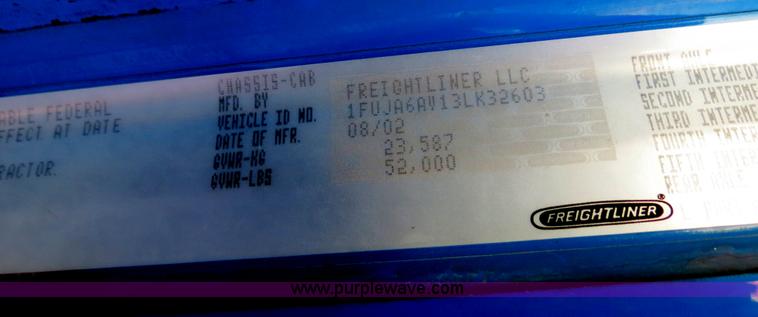 CHASSIS-CAB
MFD. BY FREIGHTLINER LLC
VEHICLE ID NO. 1FUJA6AV13LK32603
DATE OF MFR. 08/02
GVWR-KG 23,587
GVWR-LBS 52,000
ABLE FEDERAL
FFECT AT DATE
RACTOR.
FRONT AXLE
FIRST INTERMEDI
SECOND INTERME
THIRD INTERME
FOURTH INTER
FIFTH INTER
REAR AXLE
FREIGHTLINER®
www.purplewave.com